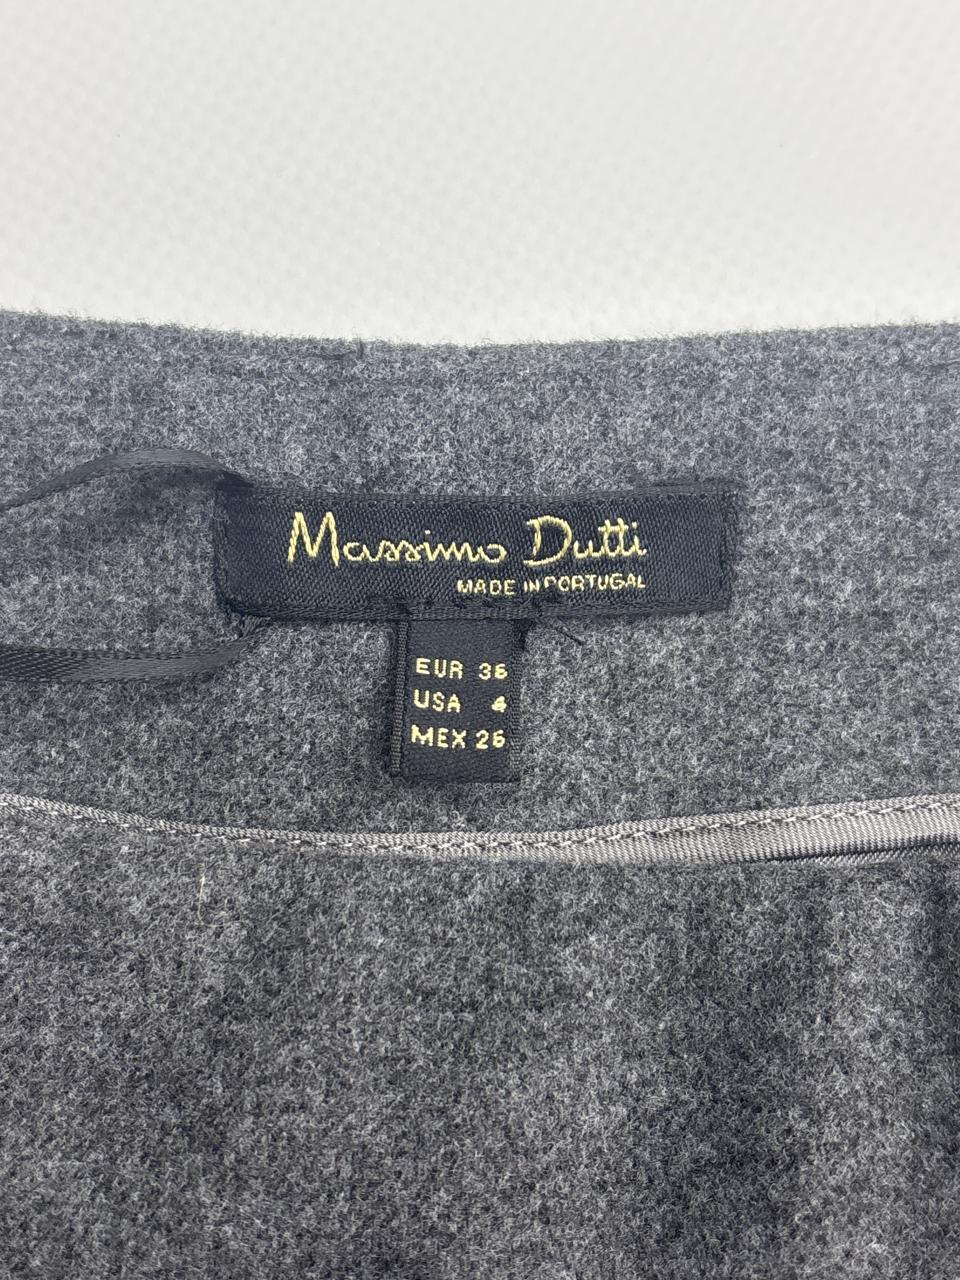 Massimo Dutti
MADE IN PORTUGAL
EUR 36
USA 4
MEX 26